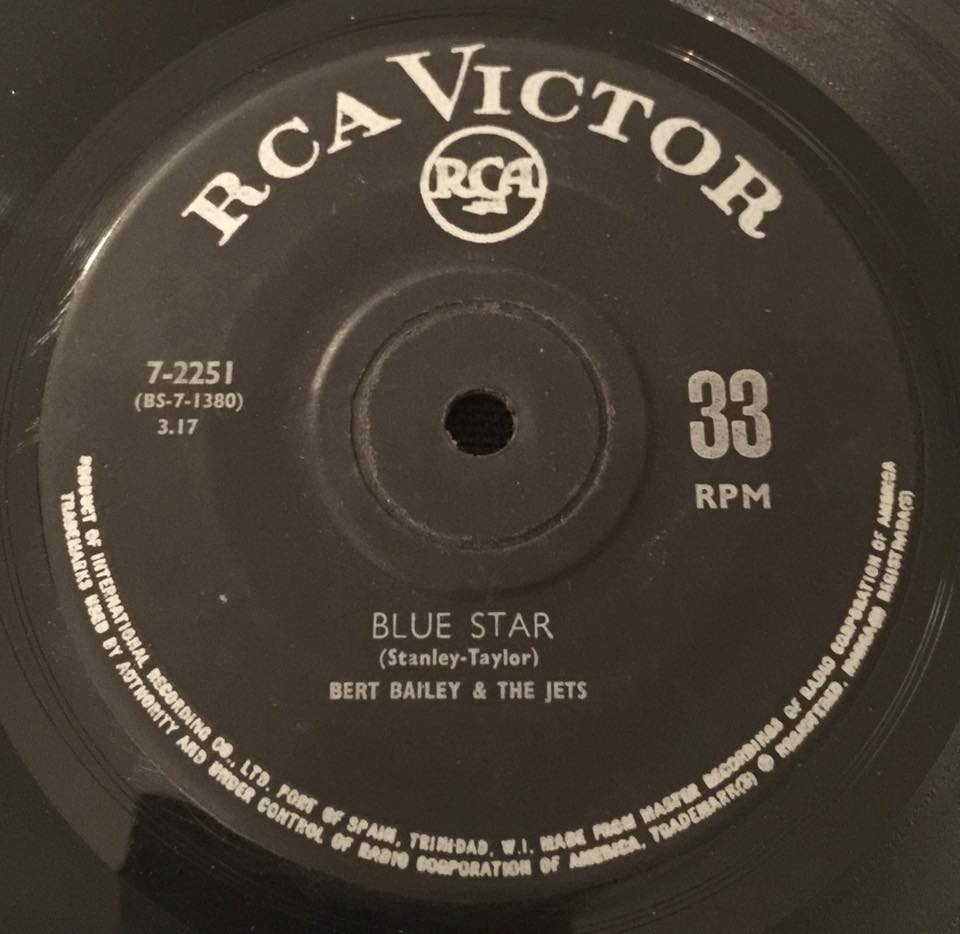 RCA VICTOR
RCA
7-2251
(BS-7-1380)
3.17
33
RPM
BLUE STAR
(Stanley-Taylor)
BERT BAILEY & THE JETS
PRODUCT OF INTERNATIONAL RECORDING CO., LTD. PORT OF SPAIN, TRINIDAD, W.I. MADE FROM MASTER RECORDINGS OF RADIO CORPORATION OF AMERICA
TRADEMARKS USED BY AUTHORITY AND UNDER CONTROL OF RADIO CORPORATION OF AMERICA, TRADEMARK(S) ® REGISTERED, MARCA(S) REGISTRADA(S)